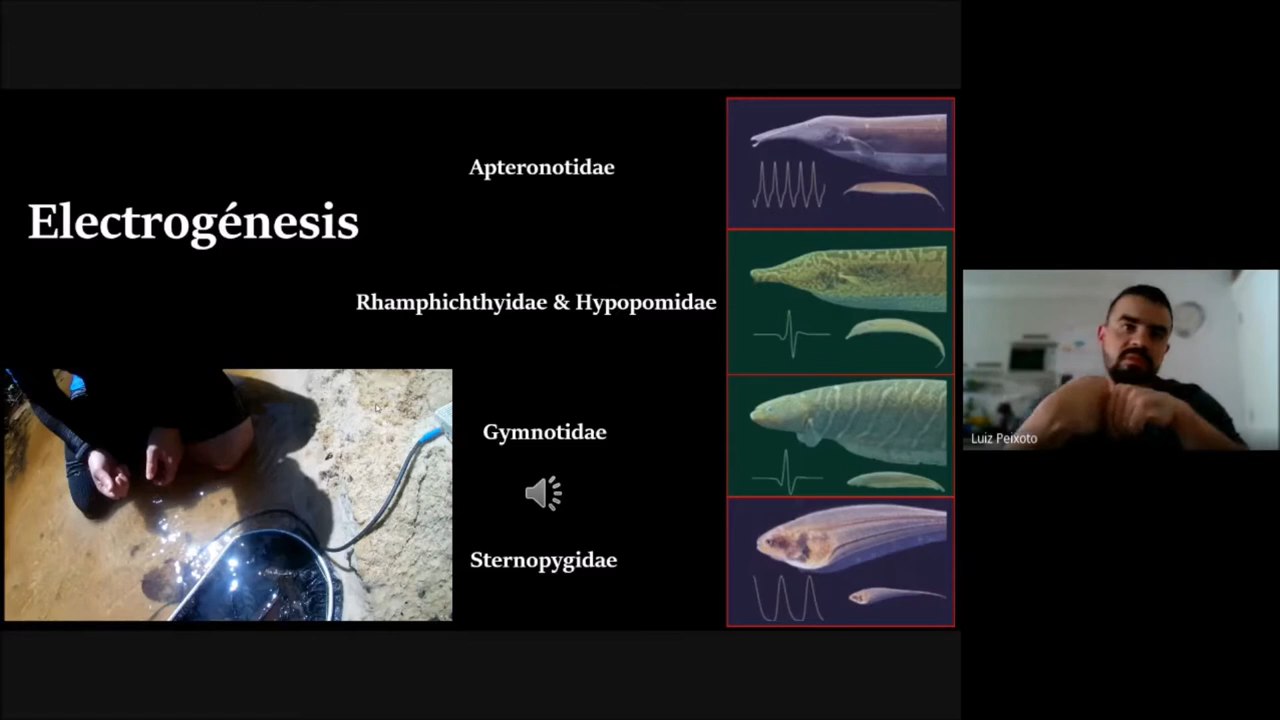 Apteronotidae
Electrogénesis
Rhamphichthyidae & Hypopomidae
Gymnotidae
Luiz Peixoto
Sternopygidae